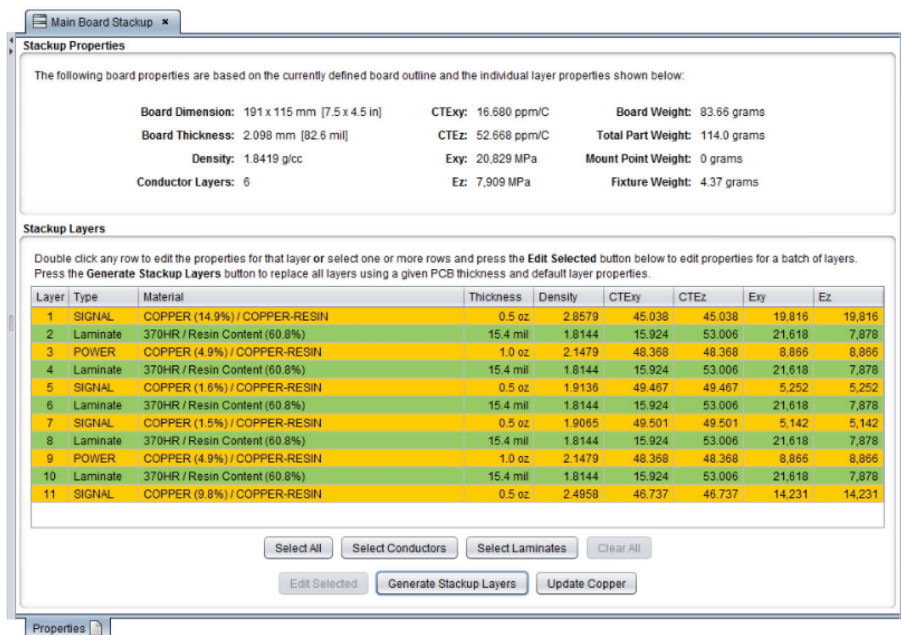 Main Board Stackup ×
Stackup Properties
The following board properties are based on the currently defined board outline and the individual layer properties shown below:
Board Dimension: 191 x 115 mm [7.5 x 4.5 in] CTExy: 16.680 ppm/C Board Weight: 83.66 grams
Board Thickness: 2.098 mm [82.6 mil] CTEz: 52.668 ppm/C Total Part Weight: 114.0 grams
Density: 1.8419 g/cc Exy: 20,829 MPa Mount Point Weight: 0 grams
Conductor Layers: 6 Ez: 7,909 MPa Fixture Weight: 4.37 grams
Stackup Layers
Double click any row to edit the properties for that layer or select one or more rows and press the Edit Selected button below to edit properties for a batch of layers.
Press the Generate Stackup Layers button to replace all layers using a given PCB thickness and default layer properties.
Layer Type Material Thickness Density CTExy CTEz Exy Ez
1 SIGNAL COPPER (14.9%) / COPPER-RESIN 0.5 oz 2.8579 45.038 45.038 19,816 19,816
2 Laminate 370HR / Resin Content (60.8%) 15.4 mil 1.8144 15.924 53.006 21,618 7,878
3 POWER COPPER (4.9%) / COPPER-RESIN 1.0 oz 2.1479 48.368 48.368 8,866 8,866
4 Laminate 370HR / Resin Content (60.8%) 15.4 mil 1.8144 15.924 53.006 21,618 7,878
5 SIGNAL COPPER (1.6%) / COPPER-RESIN 0.5 oz 1.9136 49.467 49.467 5,252 5,252
6 Laminate 370HR / Resin Content (60.8%) 15.4 mil 1.8144 15.924 53.006 21,618 7,878
7 SIGNAL COPPER (1.5%) / COPPER-RESIN 0.5 oz 1.9065 49.501 49.501 5,142 5,142
8 Laminate 370HR / Resin Content (60.8%) 15.4 mil 1.8144 15.924 53.006 21,618 7,878
9 POWER COPPER (4.9%) / COPPER-RESIN 1.0 oz 2.1479 48.368 48.368 8,866 8,866
10 Laminate 370HR / Resin Content (60.8%) 15.4 mil 1.8144 15.924 53.006 21,618 7,878
11 SIGNAL COPPER (9.8%) / COPPER-RESIN 0.5 oz 2.4958 46.737 46.737 14,231 14,231
Select All Select Conductors Select Laminates Clear All
Edit Selected Generate Stackup Layers Update Copper
Properties